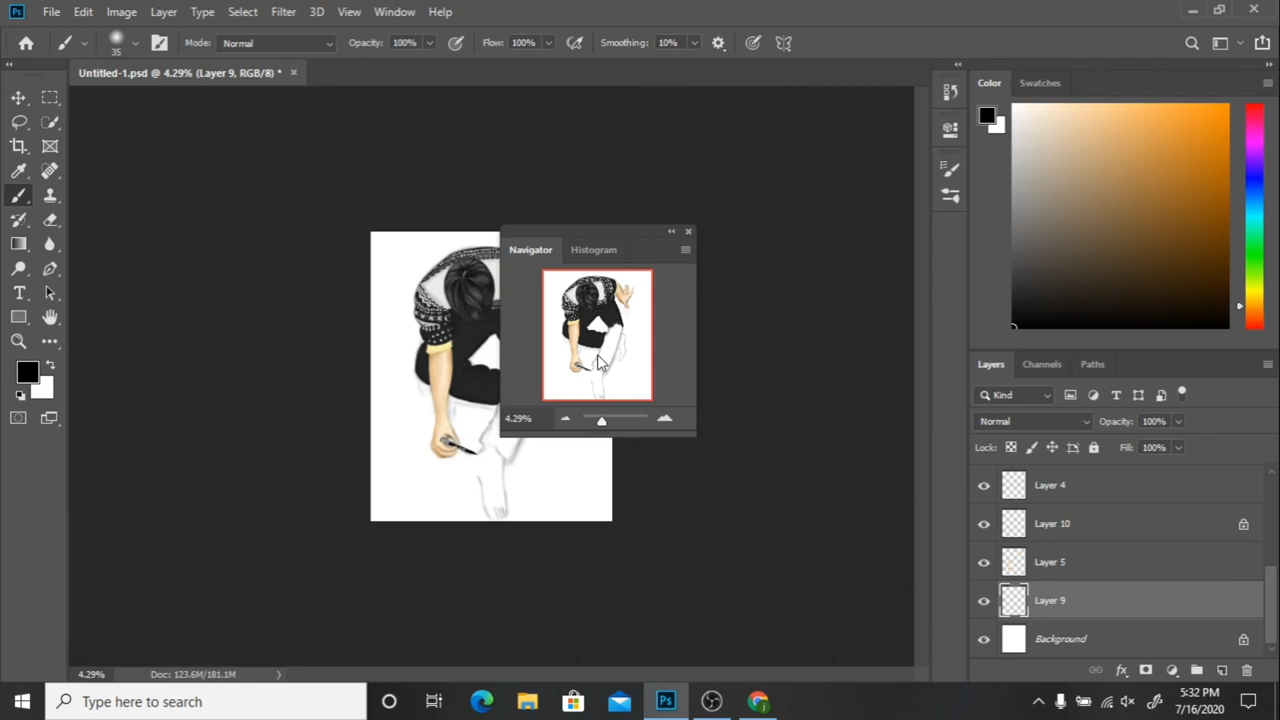 Ps File Edit Image Layer Type Select Filter 3D View Window Help
35 Mode: Normal Opacity: 100% Flow: 100% Smoothing: 10%
Untitled-1.psd @ 4.29% (Layer 9, RGB/8) *
Color Swatches
Navigator Histogram
4.29%
Layers Channels Paths
Kind
Normal Opacity: 100%
Lock: Fill: 100%
Layer 4
Layer 10
Layer 5
Layer 9
Background
4.29% Doc: 123.6M/181.1M
Type here to search
Ps
5:32 PM
7/16/2020